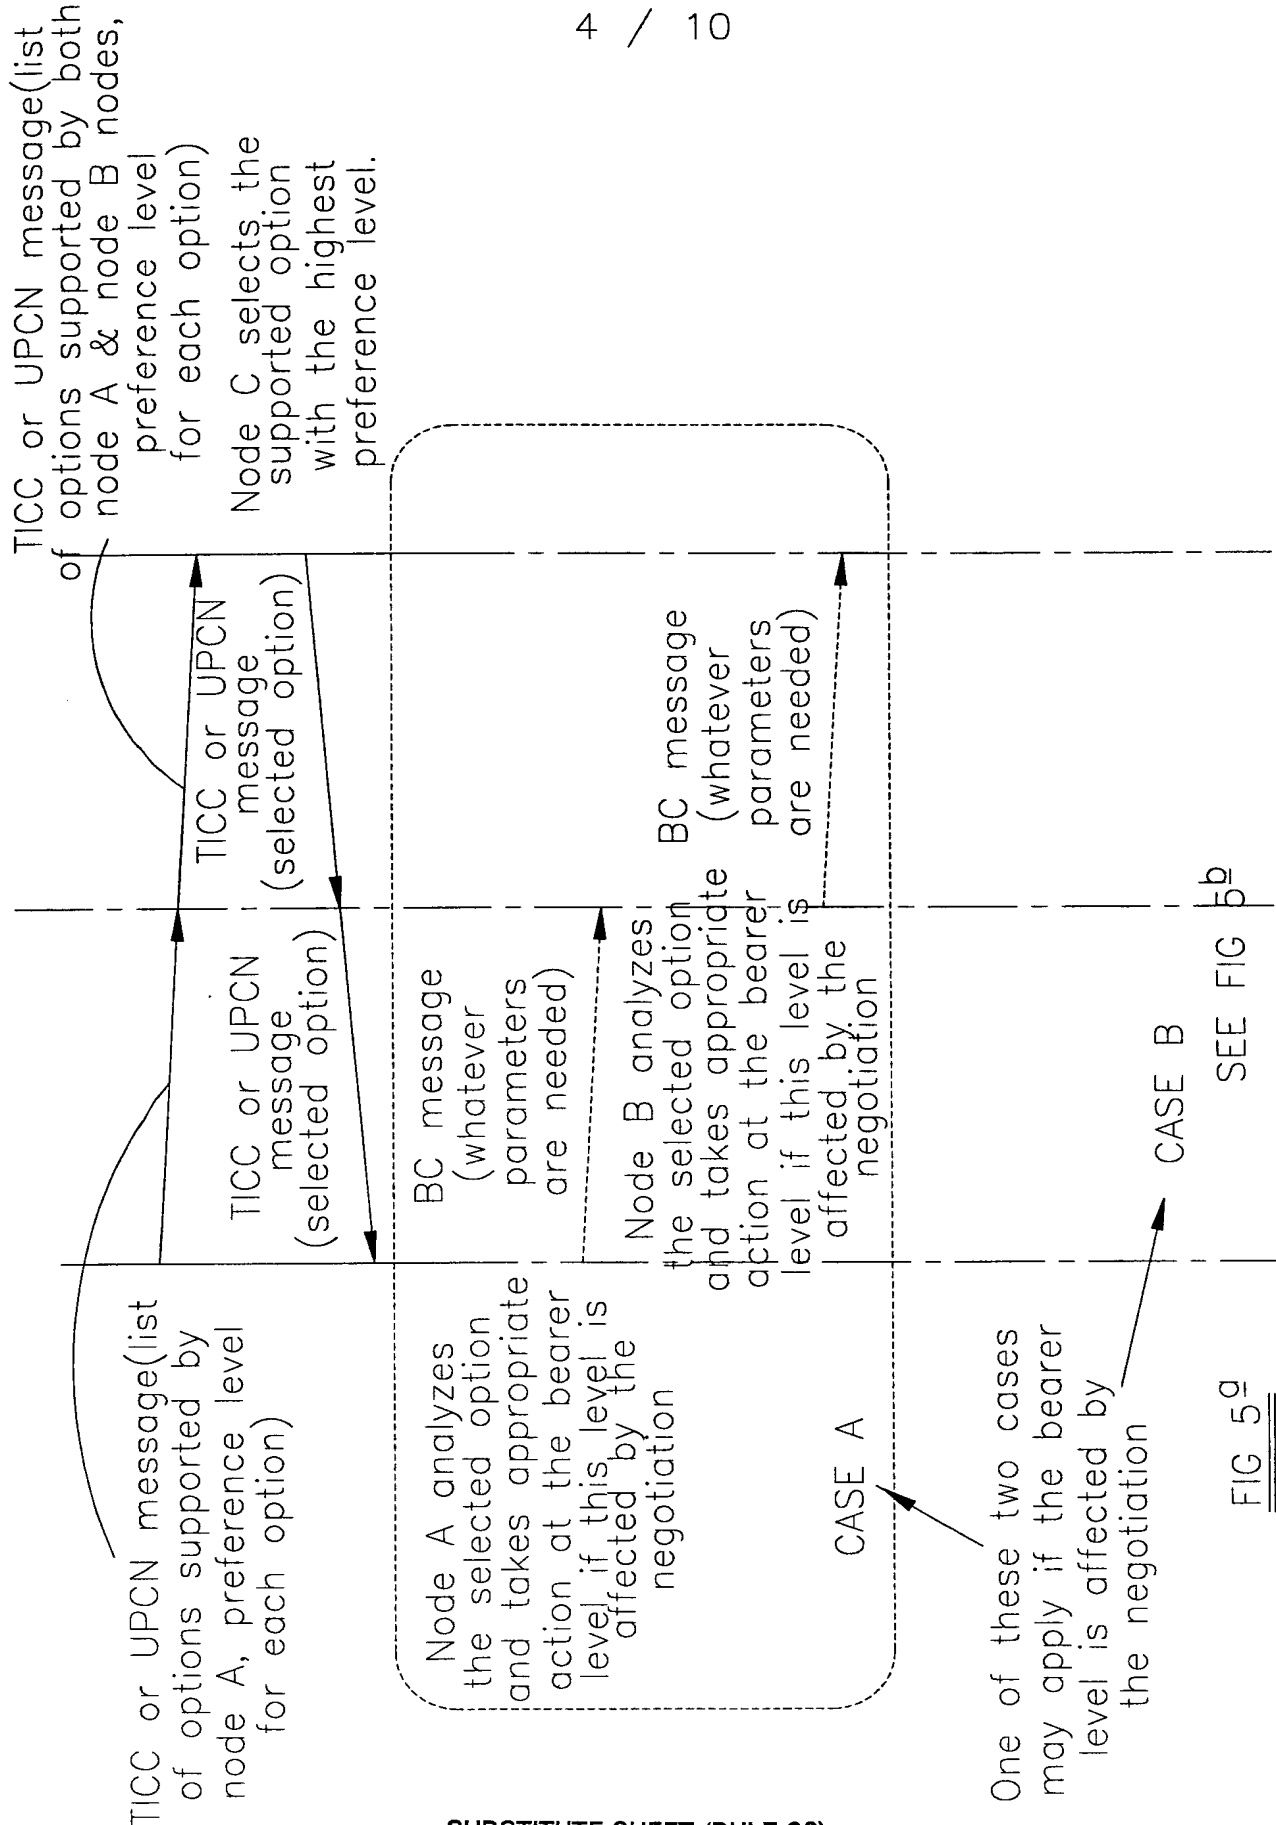 4 / 10
TICC or UPCN message(list
of options supported by
node A, preference level
for each option)
TICC or UPCN message(list
of options supported by both
node A & node B nodes,
preference level
for each option)
TICC or UPCN
message
(selected option)
TICC or UPCN
message
(selected option)
Node C selects the
supported option
with the highest
preference level.
Node A analyzes
the selected option
and takes appropriate
action at the bearer
level if this level is
affected by the
negotiation
BC message
(whatever
parameters
are needed)
Node B analyzes
the selected option
and takes appropriate
action at the bearer
level if this level is
affected by the
negotiation
BC message
(whatever
parameters
are needed)
CASE A
One of these two cases
may apply if the bearer
level is affected by
the negotiation
CASE B
SEE FIG 5b
FIG 5a